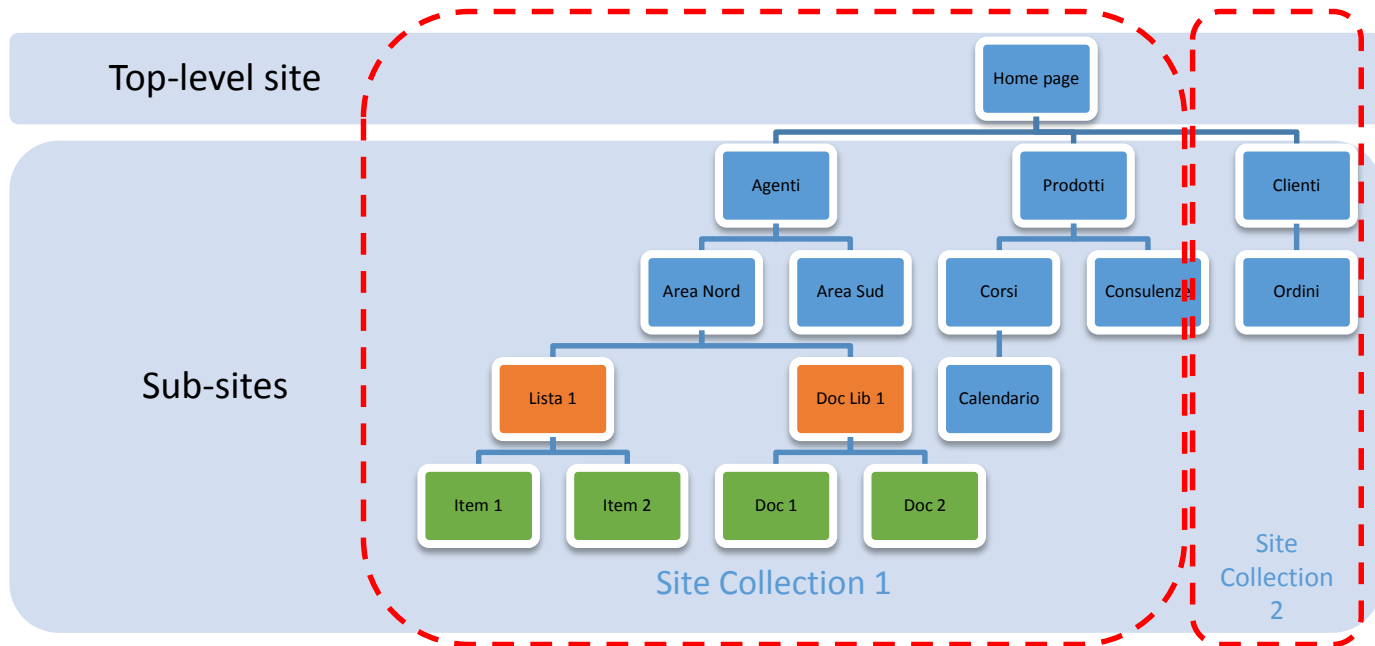 Top-level site
Home page
Agenti
Prodotti
Clienti
Area Nord
Area Sud
Corsi
Consulenze
Ordini
Sub-sites
Lista 1
Doc Lib 1
Calendario
Item 1
Item 2
Doc 1
Doc 2
Site Collection 1
Site
Collection
2